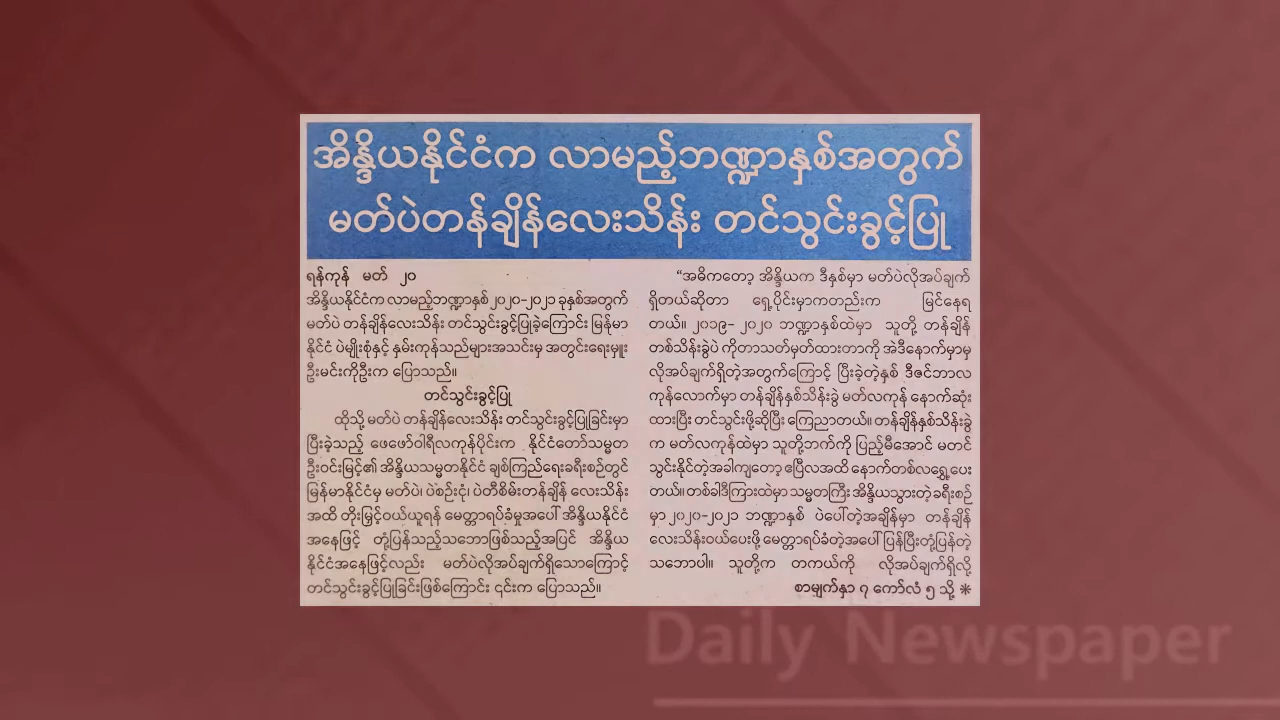 အိန္ဒိယနိုင်ငံက လာမည့်ဘဏ္ဍာနှစ်အတွက်
မတ်ပဲတန်ချိန်လေးသိန်း တင်သွင်းခွင့်ပြု
ရန်ကုန် မတ် ၂၀
အိန္ဒိယနိုင်ငံက လာမည့်ဘဏ္ဍာနှစ်၂၀၂၀-၂၀၂၁ ခုနှစ်အတွက်
မတ်ပဲ တန်ချိန်လေးသိန်း တင်သွင်းခွင့်ပြုခဲ့ကြောင်း မြန်မာ
နိုင်ငံ ပဲမျိုးစုံနှင့် နှမ်းကုန်သည်များအသင်းမှ အတွင်းရေးမှူး
ဦးမင်းကိုဦးက ပြောသည်။
တင်သွင်းခွင့်ပြု
ထိုသို့ မတ်ပဲ တန်ချိန်လေးသိန်း တင်သွင်းခွင့်ပြုခြင်းမှာ
ပြီးခဲ့သည့် ဖေဖော်ဝါရီလကုန်ပိုင်းက နိုင်ငံတော်သမ္မတ
ဦးဝင်းမြင့်၏ အိန္ဒိယသမ္မတနိုင်ငံ ချစ်ကြည်ရေးခရီးစဉ်တွင်
မြန်မာနိုင်ငံမှ မတ်ပဲ၊ ပဲစဉ်းငုံ၊ ပဲတီစိမ်းတန်ချိန် လေးသိန်း
အထိ တိုးမြှင့်ဝယ်ယူရန် မေတ္တာရပ်ခံမှုအပေါ် အိန္ဒိယနိုင်ငံ
အနေဖြင့် တုံ့ပြန်သည့်သဘောဖြစ်သည့်အပြင် အိန္ဒိယ
နိုင်ငံအနေဖြင့်လည်း မတ်ပဲလိုအပ်ချက်ရှိသောကြောင့်
တင်သွင်းခွင့်ပြုခြင်းဖြစ်ကြောင်း ၎င်းက ပြောသည်။
“အဓိကတော့ အိန္ဒိယက ဒီနှစ်မှာ မတ်ပဲလိုအပ်ချက်
ရှိတယ်ဆိုတာ ရှေ့ပိုင်းမှာကတည်းက မြင်နေရ
တယ်။ ၂၀၁၉- ၂၀၂၀ ဘဏ္ဍာနှစ်ထဲမှာ သူတို့ တန်ချိန်
တစ်သိန်းခွဲပဲ ကိုတာသတ်မှတ်ထားတာကို အဲဒီနောက်မှာမှ
လိုအပ်ချက်ရှိတဲ့အတွက်ကြောင့် ပြီးခဲ့တဲ့နှစ် ဒီဇင်ဘာလ
ကုန်လောက်မှာ တန်ချိန်နှစ်သိန်းခွဲ မတ်လကုန် နောက်ဆုံး
ထားပြီး တင်သွင်းဖို့ဆိုပြီး ကြေညာတယ်။ တန်ချိန်နှစ်သိန်းခွဲ
က မတ်လကုန်ထဲမှာ သူတို့ဘက်ကို ပြည့်မီအောင် မတင်
သွင်းနိုင်တဲ့အခါကျတော့ ဧပြီလအထိ နောက်တစ်လရွှေ့ပေး
တယ်။ တစ်ခါဒီကြားထဲမှာ သမ္မတကြီး အိန္ဒိယသွားတဲ့ ခရီးစဉ်
မှာ ၂၀၂၀-၂၀၂၁ ဘဏ္ဍာနှစ် ပဲပေါ်တဲ့အချိန်မှာ တန်ချိန်
လေးသိန်းဝယ်ပေးဖို့ မေတ္တာရပ်ခံတဲ့အပေါ် ပြန်ပြီးတုံ့ပြန်တဲ့
သဘောပါ။ သူတို့က တကယ်ကို လိုအပ်ချက်ရှိလို့
စာမျက်နှာ ၇ ကော်လံ ၅ သို့ *
Daily Newspaper